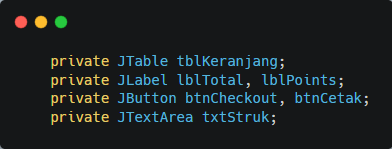 private JTable tblKeranjang;
private JLabel lblTotal, lblPoints;
private JButton btnCheckout, btnCetak;
private JTextArea txtStruk;